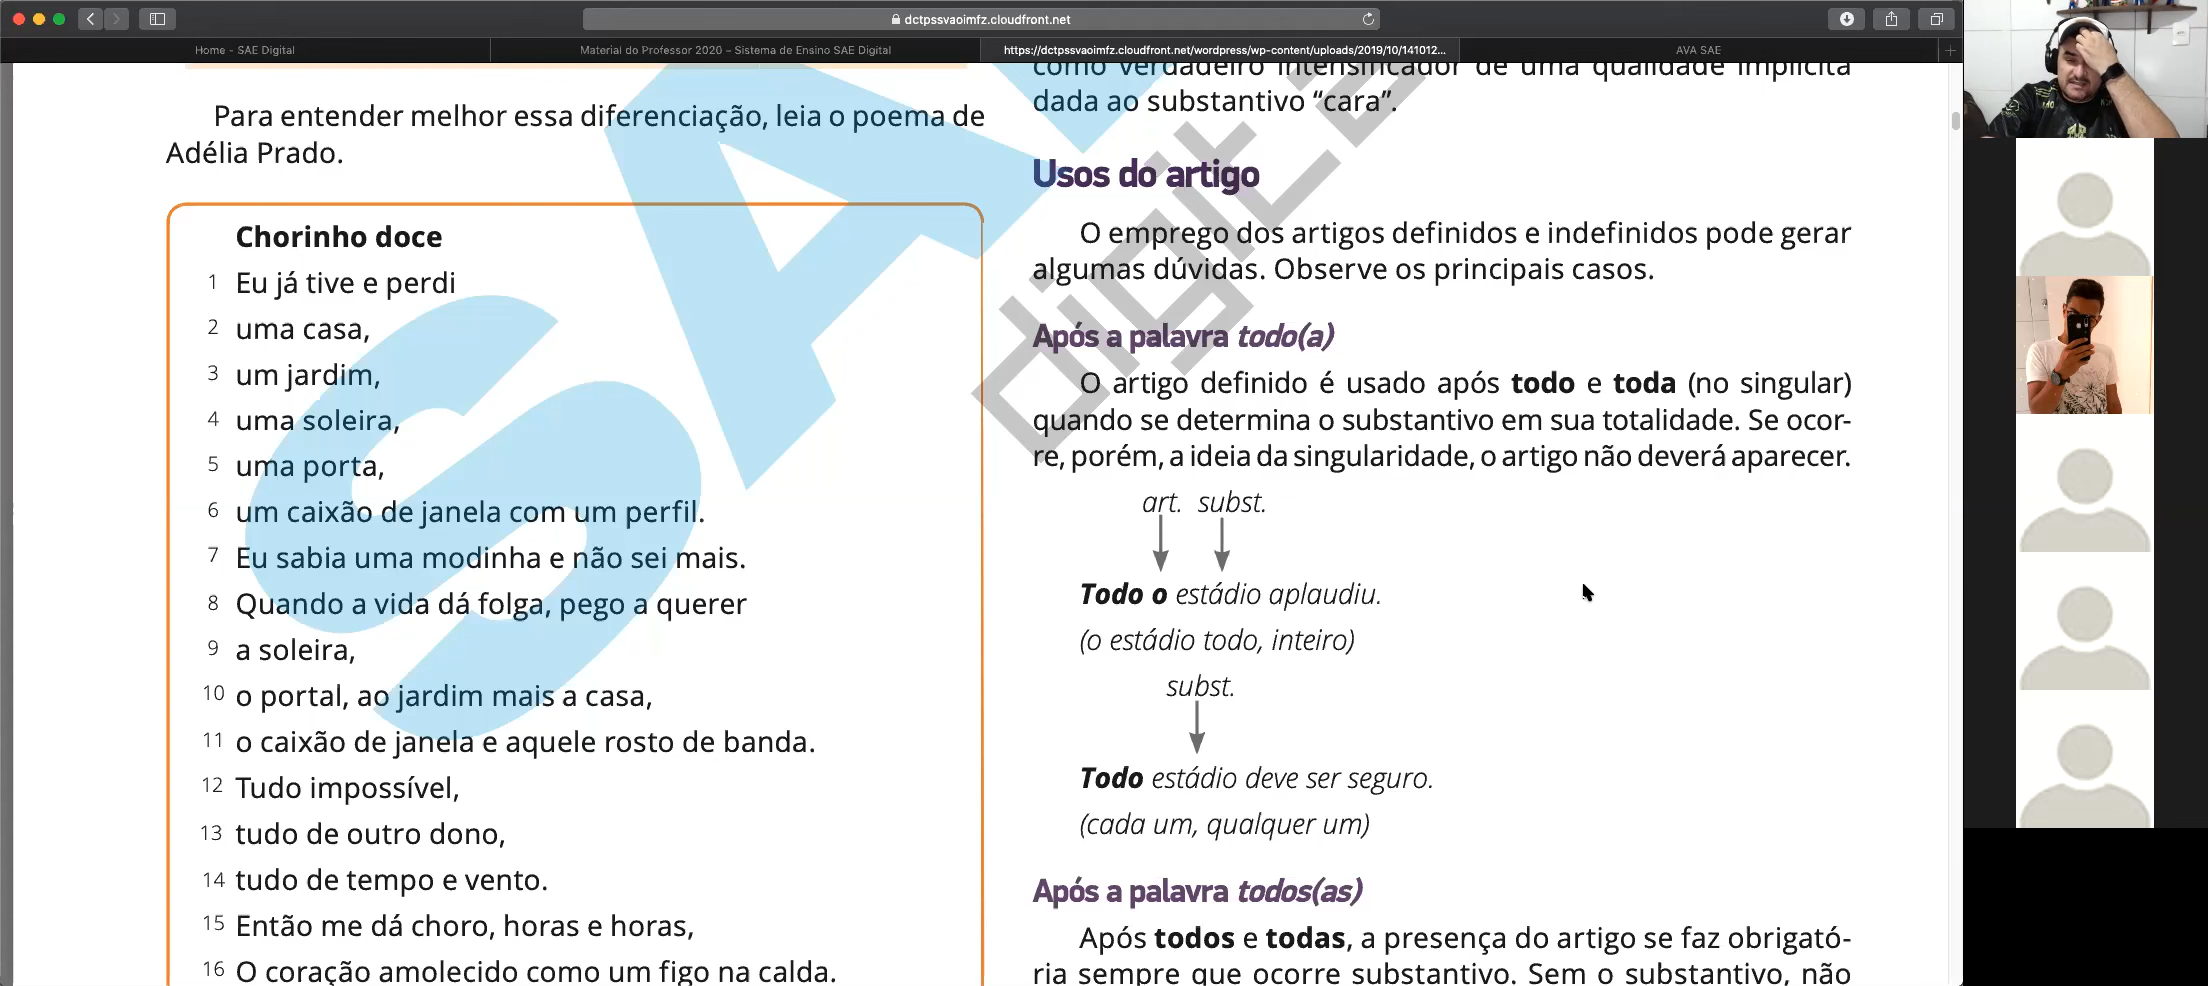 dctpssvaoimfz.cloudfront.net
Home - SAE Digital
Material do Professor 2020 – Sistema de Ensino SAE Digital
https://dctpssvaoimfz.cloudfront.net/wordpress/wp-content/uploads/2019/10/141012...
AVA SAE
Para entender melhor essa diferenciação, leia o poema de
Adélia Prado.
Chorinho doce
1 Eu já tive e perdi
2 uma casa,
3 um jardim,
4 uma soleira,
5 uma porta,
6 um caixão de janela com um perfil.
7 Eu sabia uma modinha e não sei mais.
8 Quando a vida dá folga, pego a querer
9 a soleira,
10 o portal, ao jardim mais a casa,
11 o caixão de janela e aquele rosto de banda.
12 Tudo impossível,
13 tudo de outro dono,
14 tudo de tempo e vento.
15 Então me dá choro, horas e horas,
16 O coração amolecido como um figo na calda.
como verdadeiro intensificador de uma qualidade implícita
dada ao substantivo “cara”.
Usos do artigo
O emprego dos artigos definidos e indefinidos pode gerar
algumas dúvidas. Observe os principais casos.
Após a palavra todo(a)
O artigo definido é usado após todo e toda (no singular)
quando se determina o substantivo em sua totalidade. Se ocor-
re, porém, a ideia da singularidade, o artigo não deverá aparecer.
art. subst.
Todo o estádio aplaudiu.
(o estádio todo, inteiro)
subst.
Todo estádio deve ser seguro.
(cada um, qualquer um)
Após a palavra todos(as)
Após todos e todas, a presença do artigo se faz obrigató-
ria sempre que ocorre substantivo. Sem o substantivo, não
SAE
digital